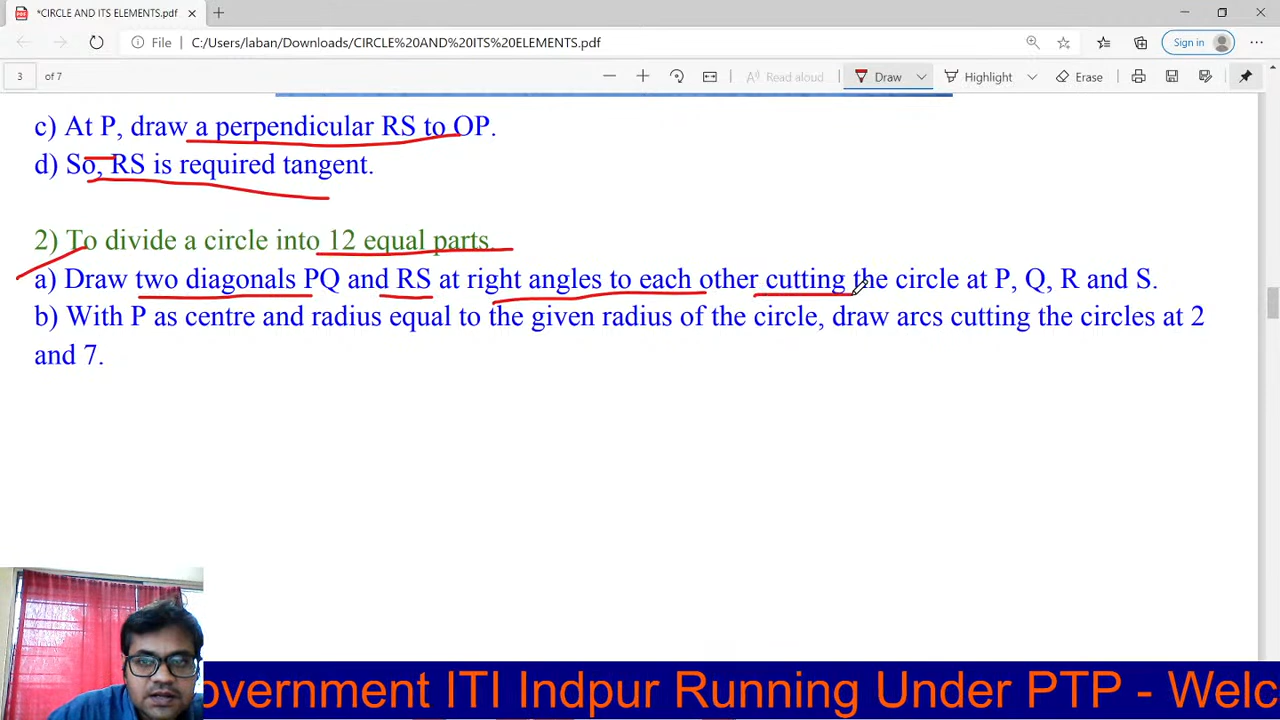 *CIRCLE AND ITS ELEMENTS.pdf
File C:/Users/laban/Downloads/CIRCLE%20AND%20ITS%20ELEMENTS.pdf Sign in
3 of 7 Read aloud Draw Highlight Erase
c) At P, draw a perpendicular RS to OP.
d) So, RS is required tangent.
2) To divide a circle into 12 equal parts.
a) Draw two diagonals PQ and RS at right angles to each other cutting the circle at P, Q, R and S.
b) With P as centre and radius equal to the given radius of the circle, draw arcs cutting the circles at 2
and 7.
overnment ITI Indpur Running Under PTP - Welc